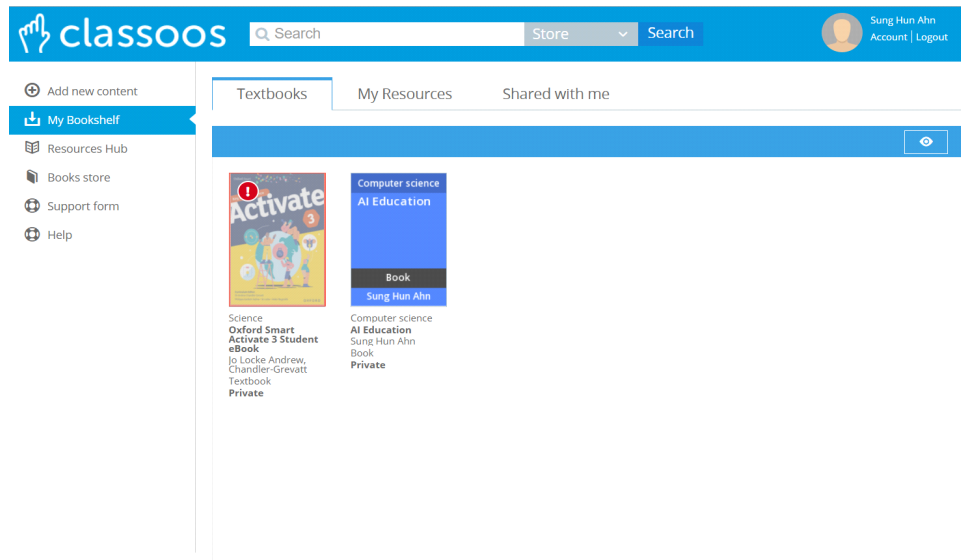 classoos
Search
Store
Search
Sung Hun Ahn
Account | Logout
Add new content
My Bookshelf
Resources Hub
Books store
Support form
Help
Textbooks
My Resources
Shared with me
!
Activate
3
Science
Oxford Smart
Activate 3 Student
eBook
Jo Locke Andrew,
Chandler-Grevatt
Textbook
Private
Computer science
AI Education
Book
Sung Hun Ahn
Computer science
AI Education
Sung Hun Ahn
Book
Private